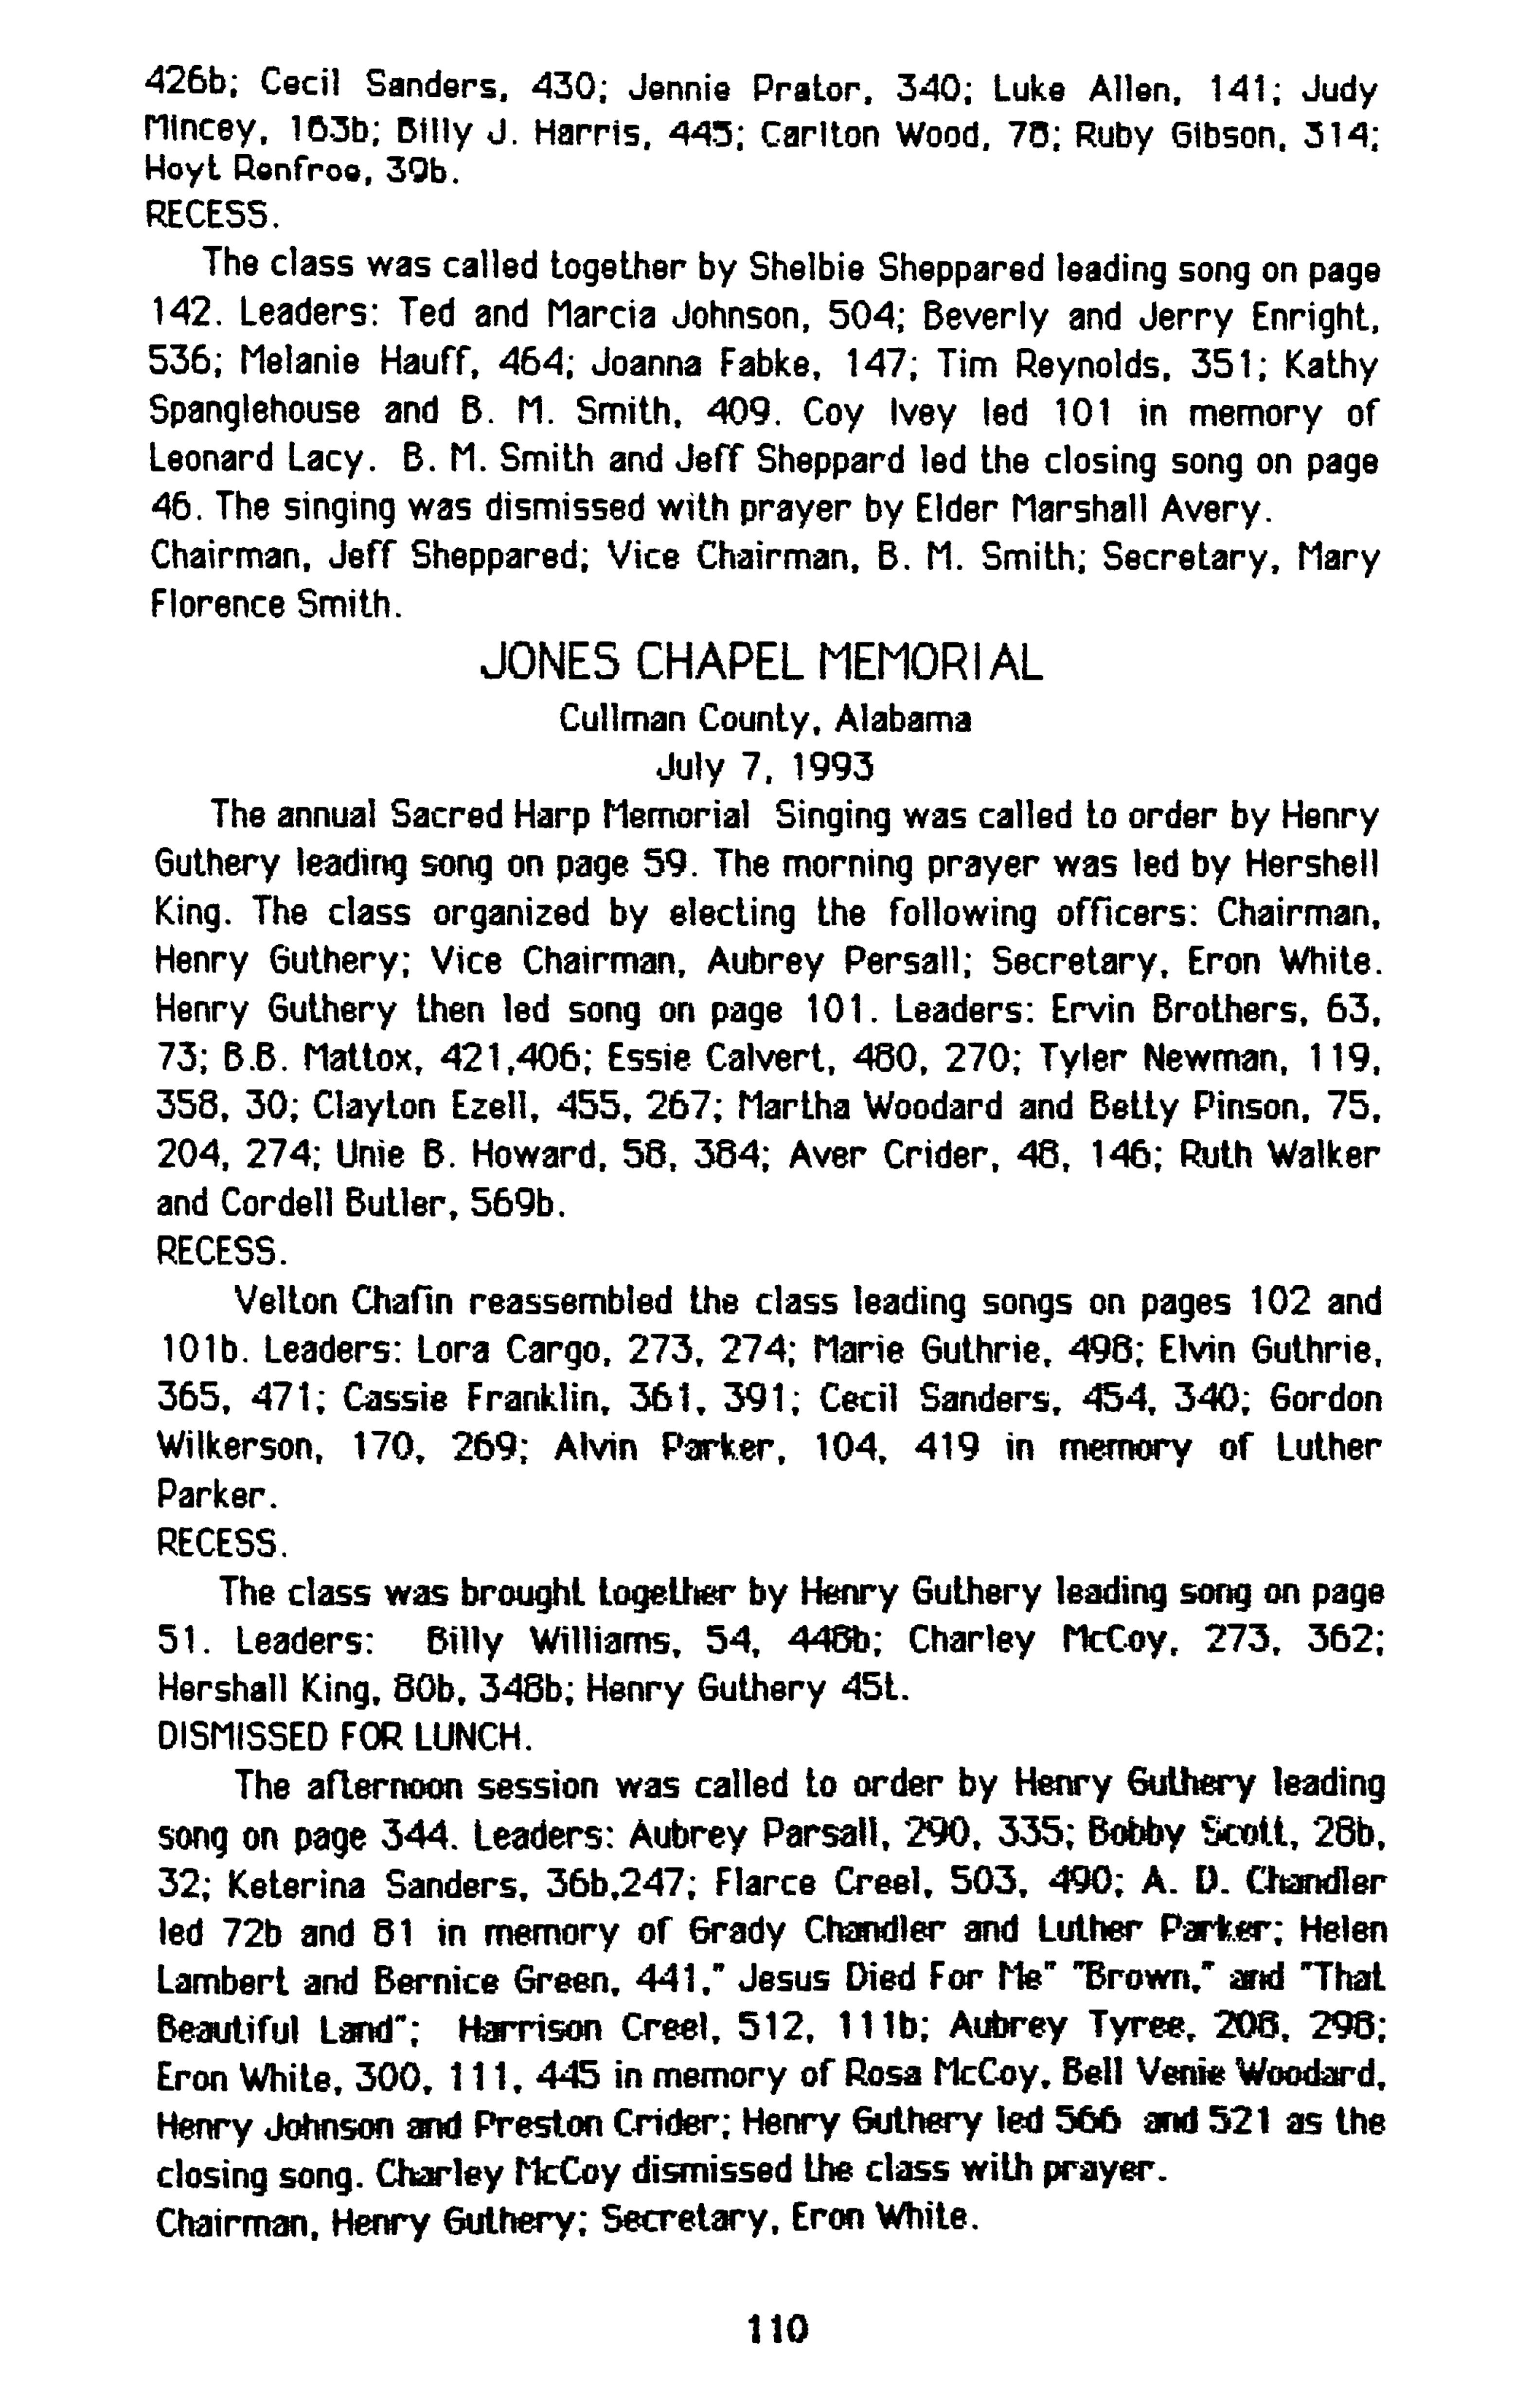 426b; Cecil Sanders, 430; Jennie Prator, 340; Luke Allen, 141; Judy
Mincey, 163b; Billy J. Harris, 445; Carlton Wood, 78; Ruby Gibson, 314;
Hoyt Renfroe, 39b.
RECESS.
The class was called together by Shelbie Sheppared leading song on page
142. Leaders: Ted and Marcia Johnson, 504; Beverly and Jerry Enright,
536; Melanie Hauff, 464; Joanna Fabke, 147; Tim Reynolds, 351; Kathy
Spanglehouse and B. M. Smith, 409. Coy Ivey led 101 in memory of
Leonard Lacy. B. M. Smith and Jeff Sheppard led the closing song on page
46. The singing was dismissed with prayer by Elder Marshall Avery.
Chairman, Jeff Sheppared; Vice Chairman, B. M. Smith; Secretary, Mary
Florence Smith.
JONES CHAPEL MEMORIAL
Cullman County, Alabama
July 7, 1993
The annual Sacred Harp Memorial Singing was called to order by Henry
Guthery leading song on page 59. The morning prayer was led by Hershell
King. The class organized by electing the following officers: Chairman,
Henry Guthery; Vice Chairman, Aubrey Persall; Secretary, Eron White.
Henry Guthery then led song on page 101. Leaders: Ervin Brothers, 63,
73; B.B. Mattox, 421,406; Essie Calvert, 480, 270; Tyler Newman, 119,
358, 30; Clayton Ezell, 455, 267; Martha Woodard and Betty Pinson, 75,
204, 274; Unie B. Howard, 58, 384; Aver Crider, 48, 146; Ruth Walker
and Cordell Butler, 569b.
RECESS.
Velton Chafin reassembled the class leading songs on pages 102 and
101b. Leaders: Lora Cargo, 273, 274; Marie Guthrie, 498; Elvin Guthrie,
365, 471; Cassie Franklin, 361, 391; Cecil Sanders, 454, 340; Gordon
Wilkerson, 170, 269; Alvin Parker, 104, 419 in memory of Luther
Parker.
RECESS.
The class was brought together by Henry Guthery leading song on page
51. Leaders: Billy Williams, 54, 448b; Charley McCoy, 273, 362;
Hershall King, 80b, 348b; Henry Guthery 45t.
DISMISSED FOR LUNCH.
The afternoon session was called to order by Henry Guthery leading
song on page 344. Leaders: Aubrey Parsall, 290, 335; Bobby Scott, 28b,
32; Keterina Sanders, 36b,247; Flarce Creel, 503, 490; A. D. Chandler
led 72b and 81 in memory of Grady Chandler and Luther Parker; Helen
Lambert and Bernice Green, 441," Jesus Died For Me" "Brown," and "That
Beautiful Land"; Harrison Creel, 512, 111b; Aubrey Tyree, 208, 298;
Eron White, 300, 111, 445 in memory of Rosa McCoy, Bell Venie Woodard,
Henry Johnson and Preston Crider; Henry Guthery led 566 and 521 as the
closing song. Charley McCoy dismissed the class with prayer.
Chairman, Henry Guthery; Secretary, Eron White.
110